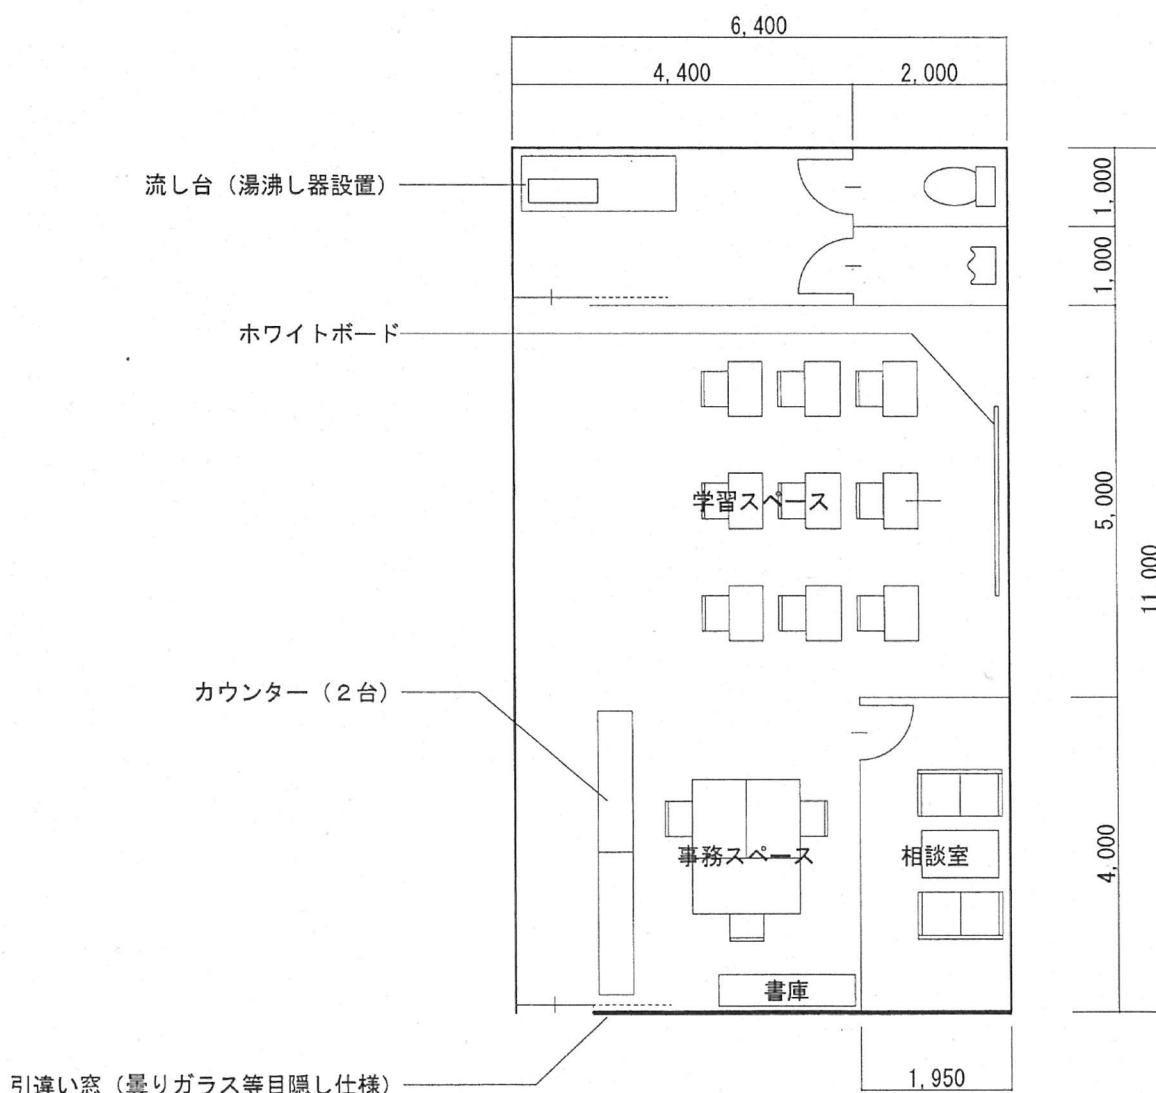 6,400
4,400
2,000
流し台（湯沸し器設置）
1,000
1,000
ホワイトボード
学習スペース
5,000
11,000
カウンター（２台）
事務スペース
相談室
4,000
書庫
引違い窓（曇りガラス等目隠し仕様）
1,950